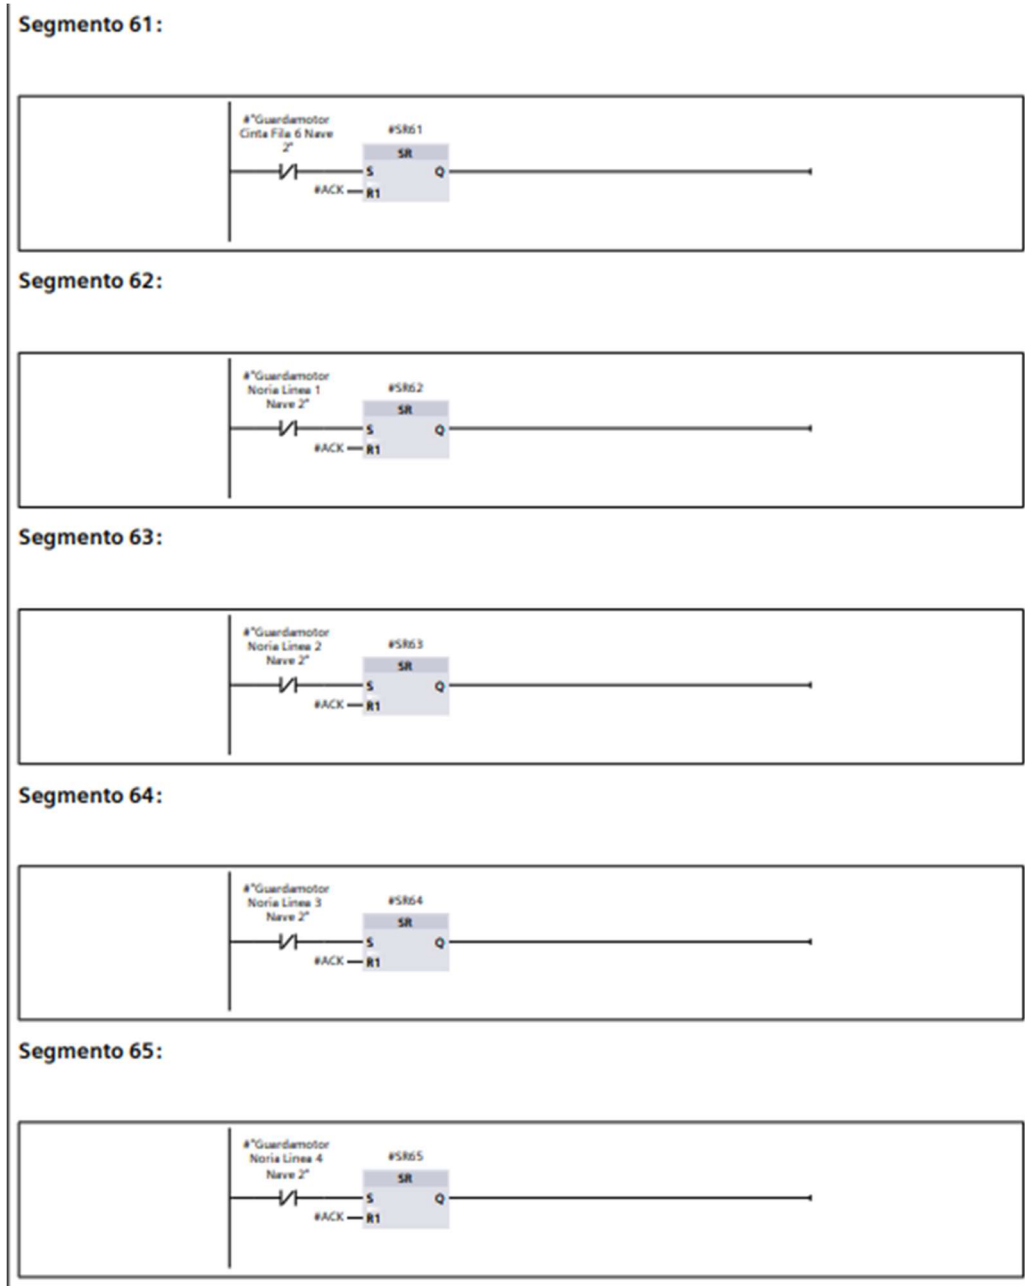 Segmento 61:
#"Guardamotor
Cinta Fila 6 Nave
2"
#SR61
SR
S
Q
#ACK
R1
Segmento 62:
#"Guardamotor
Noria Linea 1
Nave 2"
#SR62
SR
S
Q
#ACK
R1
Segmento 63:
#"Guardamotor
Noria Linea 2
Nave 2"
#SR63
SR
S
Q
#ACK
R1
Segmento 64:
#"Guardamotor
Noria Linea 3
Nave 2"
#SR64
SR
S
Q
#ACK
R1
Segmento 65:
#"Guardamotor
Noria Linea 4
Nave 2"
#SR65
SR
S
Q
#ACK
R1